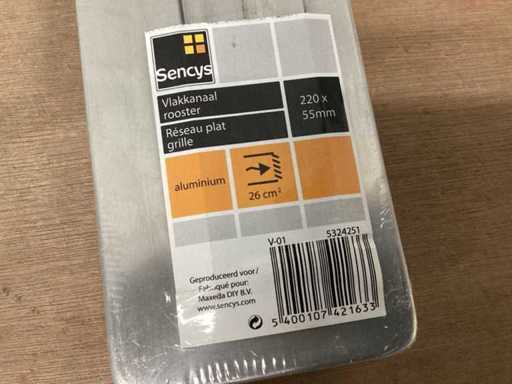 Sencys
Vlakkanaal
rooster
220 x
55mm
Réseau plat
grille
aluminium
26 cm²
V-01
5324251
Geproduceerd voor/
Fabriqué pour:
Maxeda DIY B.V.
www.sencys.com
5 400107 421633